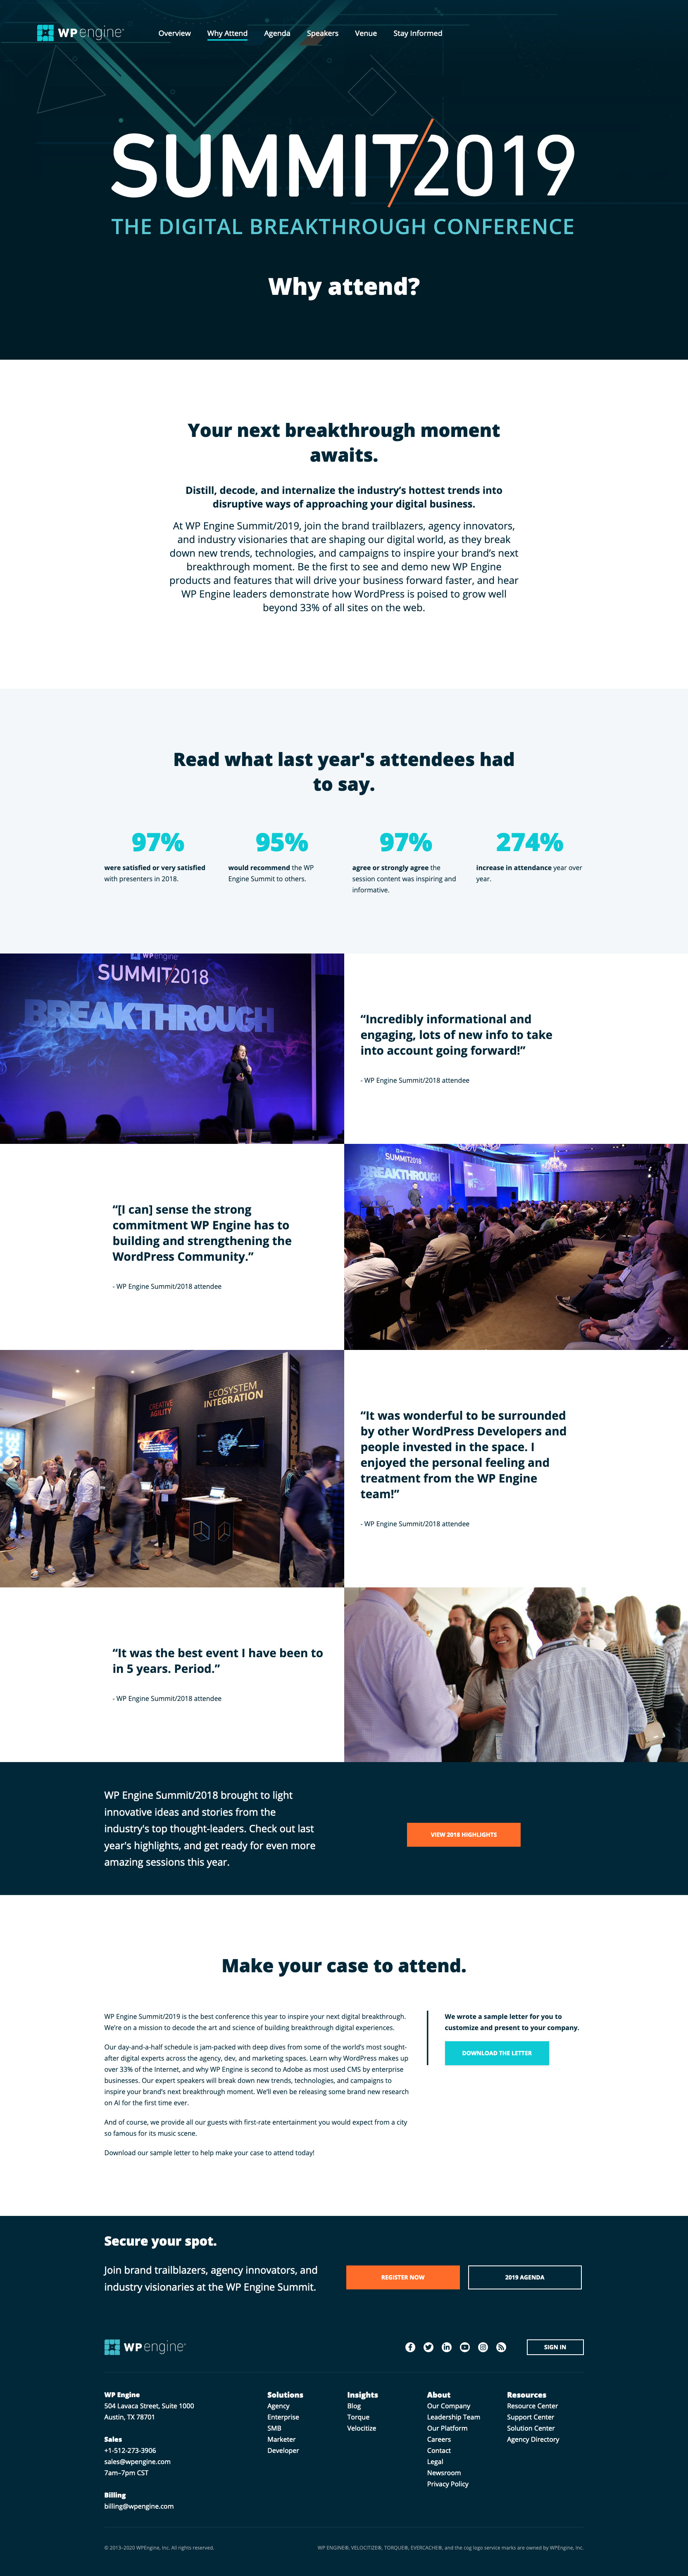 WPengine®
Overview
Why Attend
Agenda
Speakers
Venue
Stay Informed
SUMMIT/2019
THE DIGITAL BREAKTHROUGH CONFERENCE
Why attend?
Your next breakthrough moment
awaits.
Distill, decode, and internalize the industry’s hottest trends into
disruptive ways of approaching your digital business.
At WP Engine Summit/2019, join the brand trailblazers, agency innovators,
and industry visionaries that are shaping our digital world, as they break
down new trends, technologies, and campaigns to inspire your brand’s next
breakthrough moment. Be the first to see and demo new WP Engine
products and features that will drive your business forward faster, and hear
WP Engine leaders demonstrate how WordPress is poised to grow well
beyond 33% of all sites on the web.
Read what last year's attendees had
to say.
97%
were satisfied or very satisfied
with presenters in 2018.
95%
would recommend the WP
Engine Summit to others.
97%
agree or strongly agree the
session content was inspiring and
informative.
274%
increase in attendance year over
year.
WPengine
SUMMIT/2018
BREAKTHROUGH
“Incredibly informational and
engaging, lots of new info to take
into account going forward!”
- WP Engine Summit/2018 attendee
“[I can] sense the strong
commitment WP Engine has to
building and strengthening the
WordPress Community.”
- WP Engine Summit/2018 attendee
SUMMIT/2018
BREAKTHROUGH
CREATIVE
AGILITY
ECOSYSTEM
INTEGRATION
“It was wonderful to be surrounded
by other WordPress Developers and
people invested in the space. I
enjoyed the personal feeling and
treatment from the WP Engine
team!”
- WP Engine Summit/2018 attendee
“It was the best event I have been to
in 5 years. Period.”
- WP Engine Summit/2018 attendee
WP Engine Summit/2018 brought to light
innovative ideas and stories from the
industry's top thought-leaders. Check out last
year's highlights, and get ready for even more
amazing sessions this year.
VIEW 2018 HIGHLIGHTS
Make your case to attend.
WP Engine Summit/2019 is the best conference this year to inspire your next digital breakthrough.
We’re on a mission to decode the art and science of building breakthrough digital experiences.
Our day-and-a-half schedule is jam-packed with deep dives from some of the world’s most sought-
after digital experts across the agency, dev, and marketing spaces. Learn why WordPress makes up
over 33% of the Internet, and why WP Engine is second to Adobe as most used CMS by enterprise
businesses. Our expert speakers will break down new trends, technologies, and campaigns to
inspire your brand’s next breakthrough moment. We’ll even be releasing some brand new research
on AI for the first time ever.
And of course, we provide all our guests with first-rate entertainment you would expect from a city
so famous for its music scene.
Download our sample letter to help make your case to attend today!
We wrote a sample letter for you to
customize and present to your company.
DOWNLOAD THE LETTER
Secure your spot.
Join brand trailblazers, agency innovators, and
industry visionaries at the WP Engine Summit.
REGISTER NOW
2019 AGENDA
WPengine®
SIGN IN
WP Engine
504 Lavaca Street, Suite 1000
Austin, TX 78701
Sales
+1-512-273-3906
sales@wpengine.com
7am–7pm CST
Billing
billing@wpengine.com
Solutions
Agency
Enterprise
SMB
Marketer
Developer
Insights
Blog
Torque
Velocitize
About
Our Company
Leadership Team
Our Platform
Careers
Contact
Legal
Newsroom
Privacy Policy
Resources
Resource Center
Support Center
Solution Center
Agency Directory
© 2013–2020 WPEngine, Inc. All rights reserved.
WP ENGINE®, VELOCITIZE®, TORQUE®, EVERCACHE®, and the cog logo service marks are owned by WPEngine, Inc.